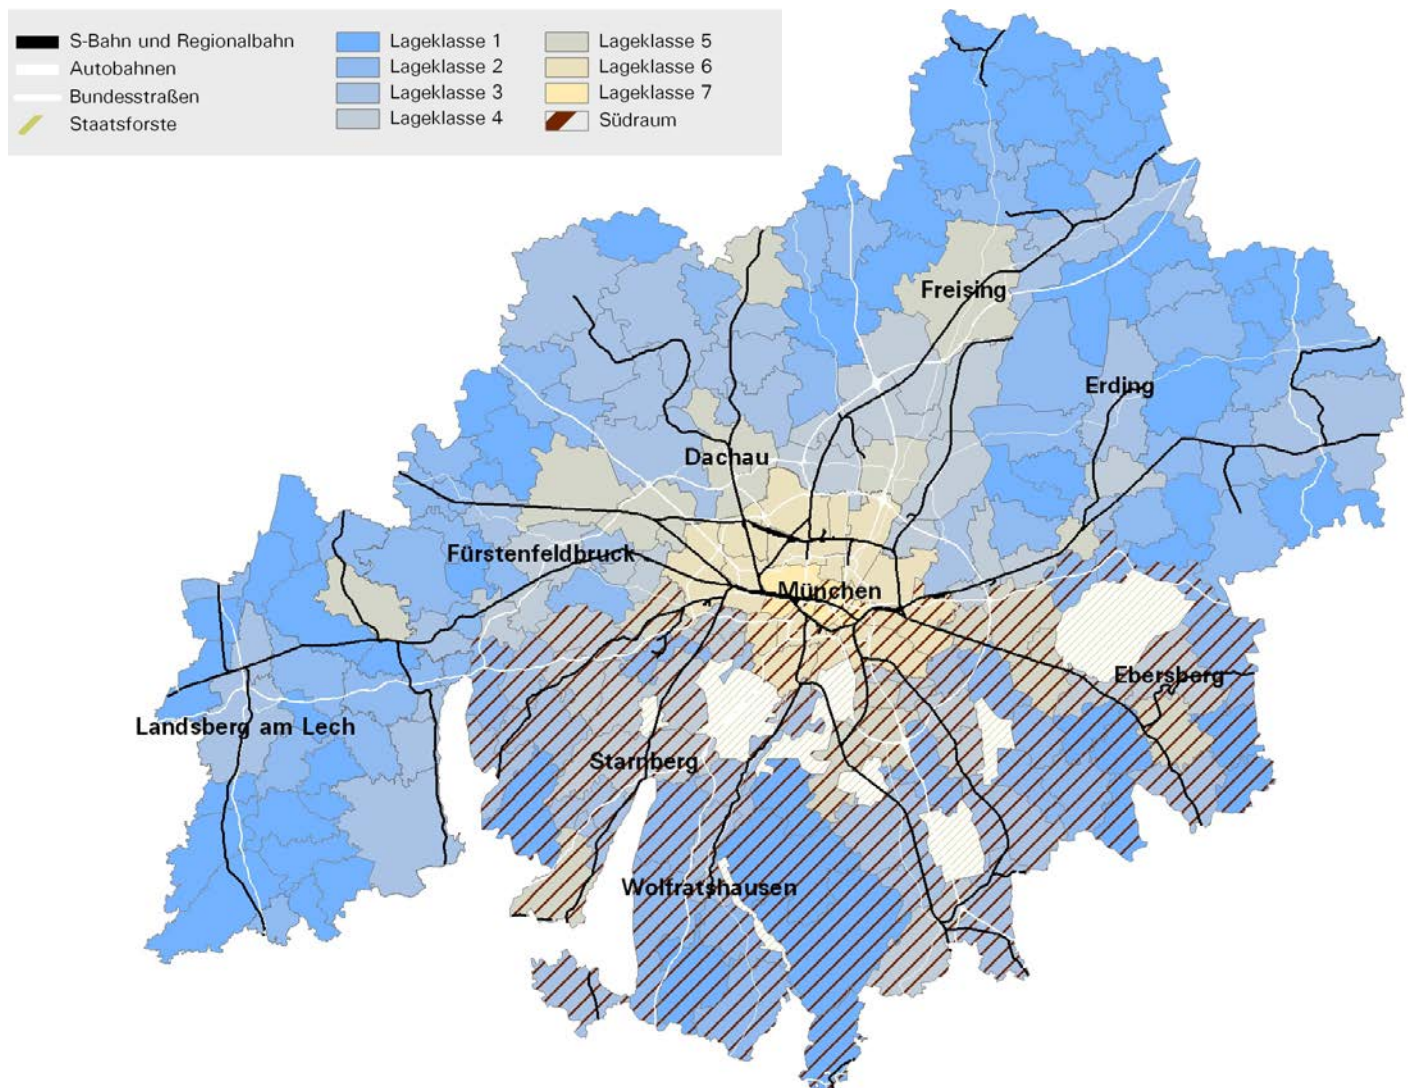 S-Bahn und Regionalbahn
Autobahnen
Bundesstraßen
Staatsforste
Lageklasse 1
Lageklasse 2
Lageklasse 3
Lageklasse 4
Lageklasse 5
Lageklasse 6
Lageklasse 7
Südraum
Freising
Erding
Dachau
Fürstenfeldbruck
München
Ebersberg
Landsberg am Lech
Starnberg
Wolfratshausen